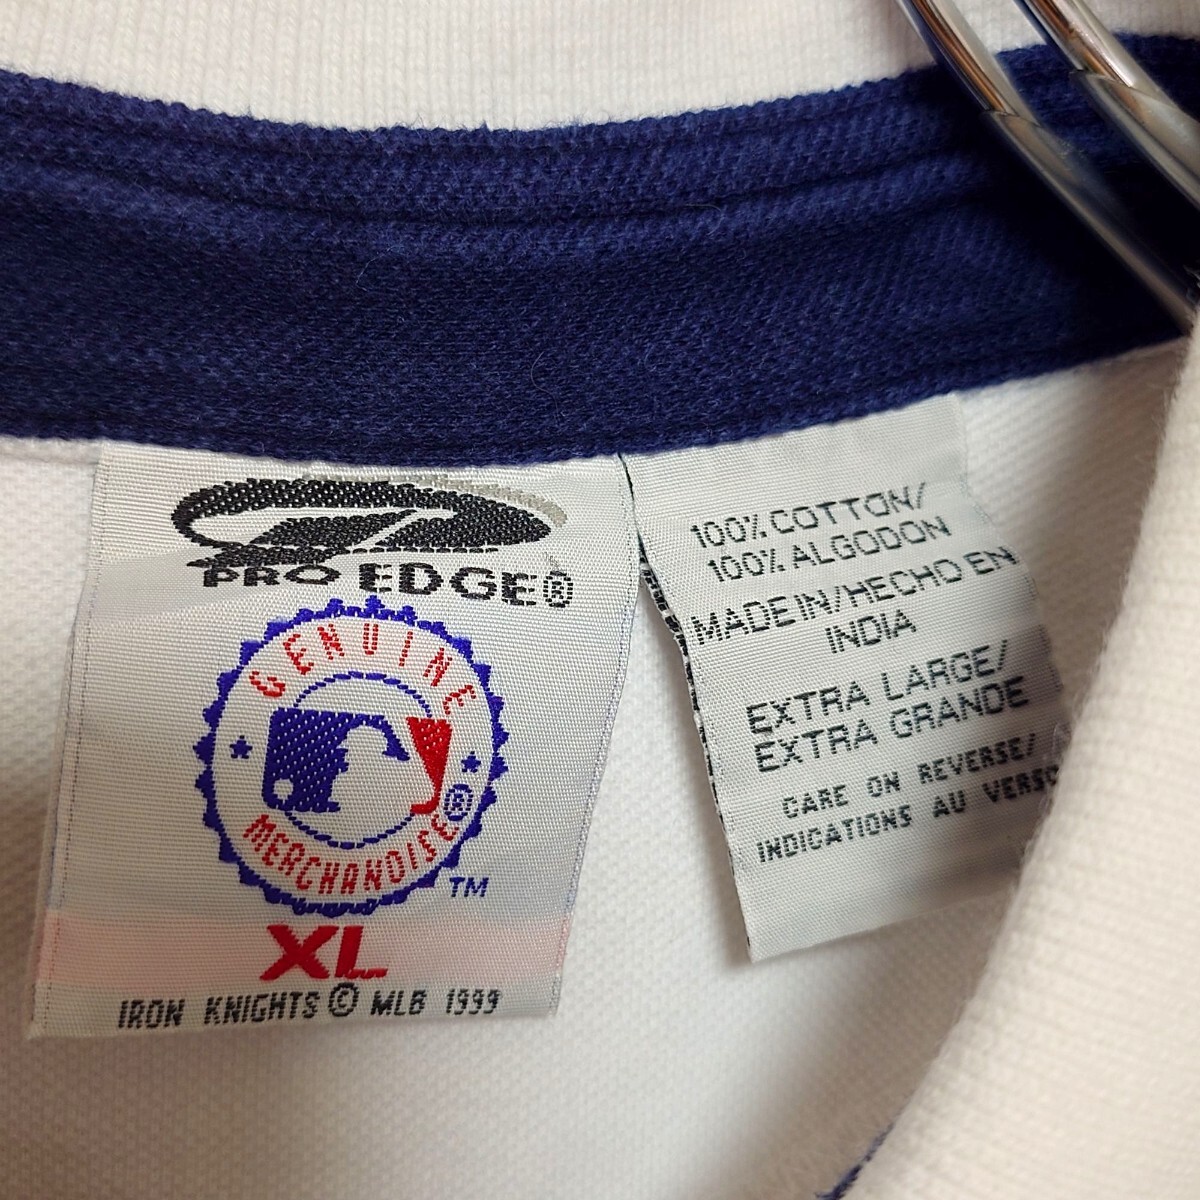 PRO EDGE®
GENUINE
MERCHANDISE®
TM
XL
IRON KNIGHTS © MLB 1999
100% COTTON/
100% ALGODON
MADE IN/HECHO EN
INDIA
EXTRA LARGE/
EXTRA GRANDE
CARE ON REVERSE/
INDICATIONS AU VERSO